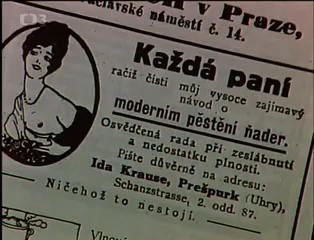 ČT3
v Praze,
náměstí č. 14.
Každá paní
račiž čísti můj vysoce zajímavý
návod o
moderním pěstění ňader.
Osvědčená rada při zeslábnutí
a nedostatku plnosti.
Pište důvěrně na adresu:
Ida Krause, Prešpurk (Uhry),
Schanzstrasse, 2. odd. 87.
Ničehož to nestojí.